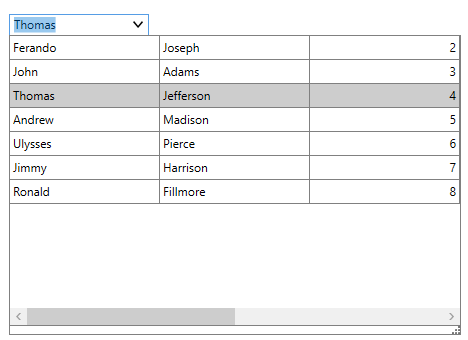 Thomas
Ferando Joseph 2
John Adams 3
Thomas Jefferson 4
Andrew Madison 5
Ulysses Pierce 6
Jimmy Harrison 7
Ronald Fillmore 8